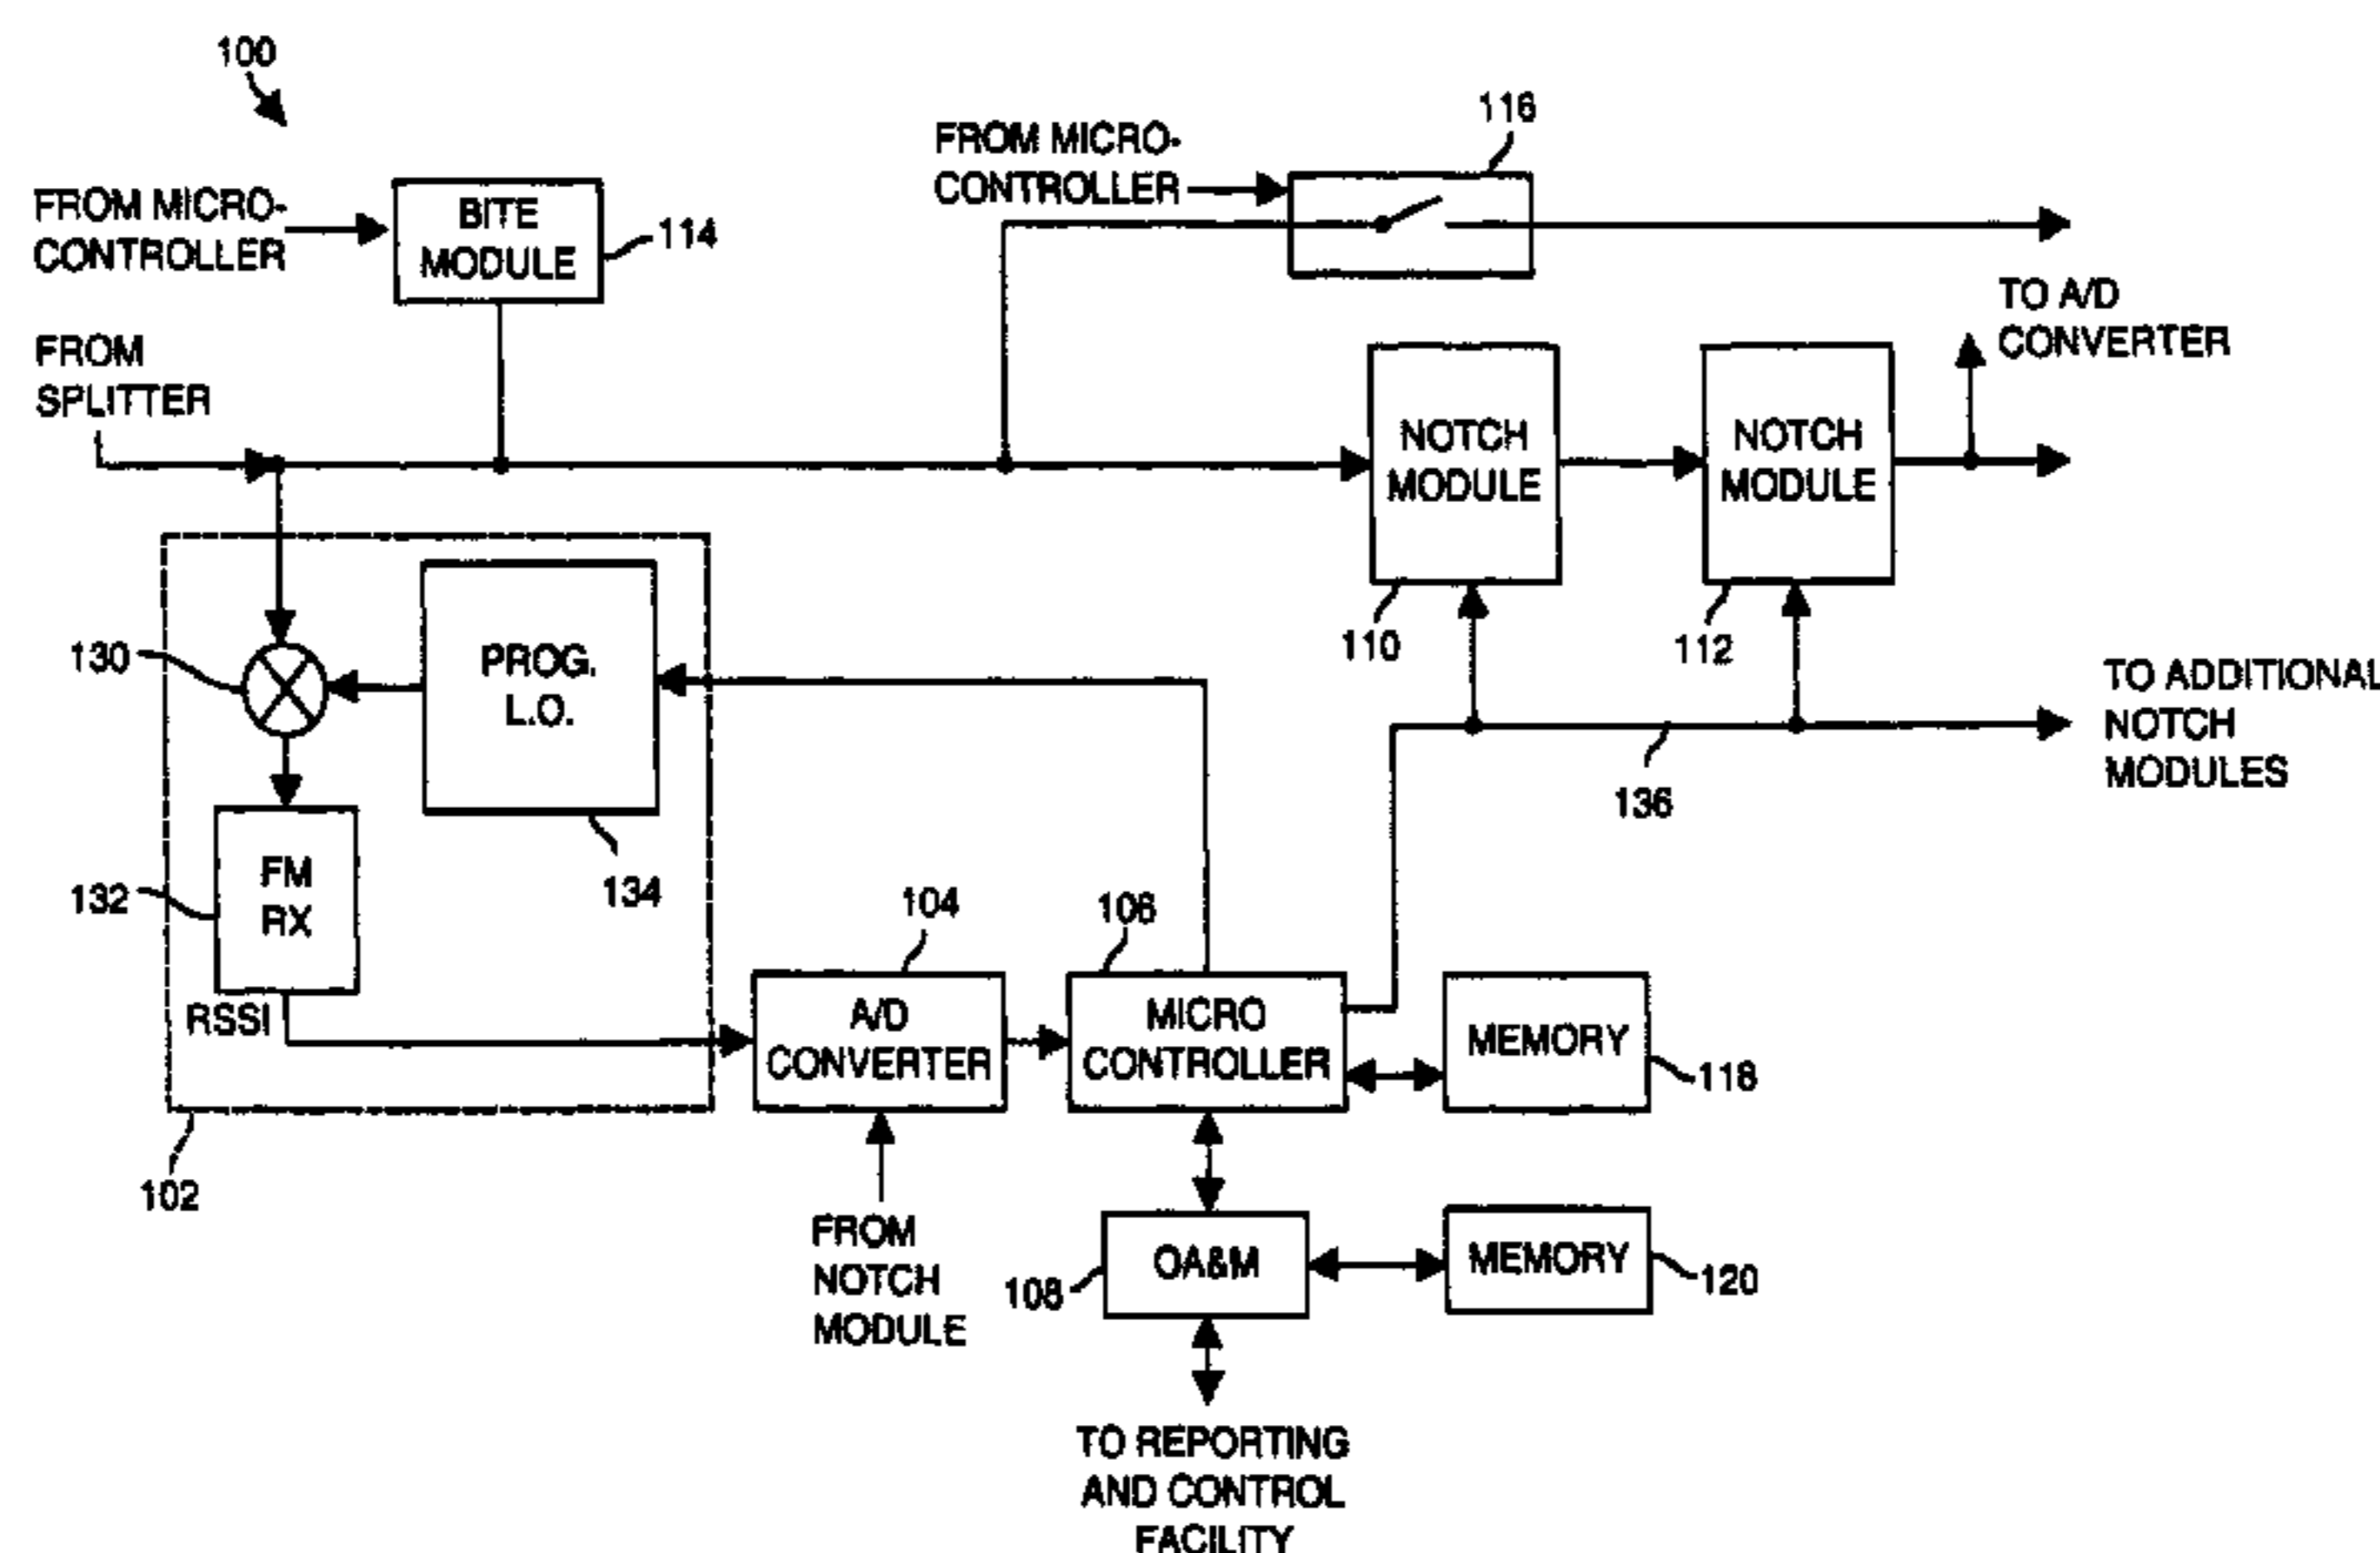 100
FROM MICRO-
CONTROLLER
BITE
MODULE
114
FROM MICRO-
CONTROLLER
116
TO A/D
CONVERTER
FROM
SPLITTER
NOTCH
MODULE
NOTCH
MODULE
110
112
130
PROG.
L.O.
TO ADDITIONAL
NOTCH
MODULES
136
132
FM
RX
134
RSSI
104
106
A/D
CONVERTER
MICRO
CONTROLLER
MEMORY
118
102
FROM
NOTCH
MODULE
108
OA&M
MEMORY
120
TO REPORTING
AND CONTROL
FACILITY